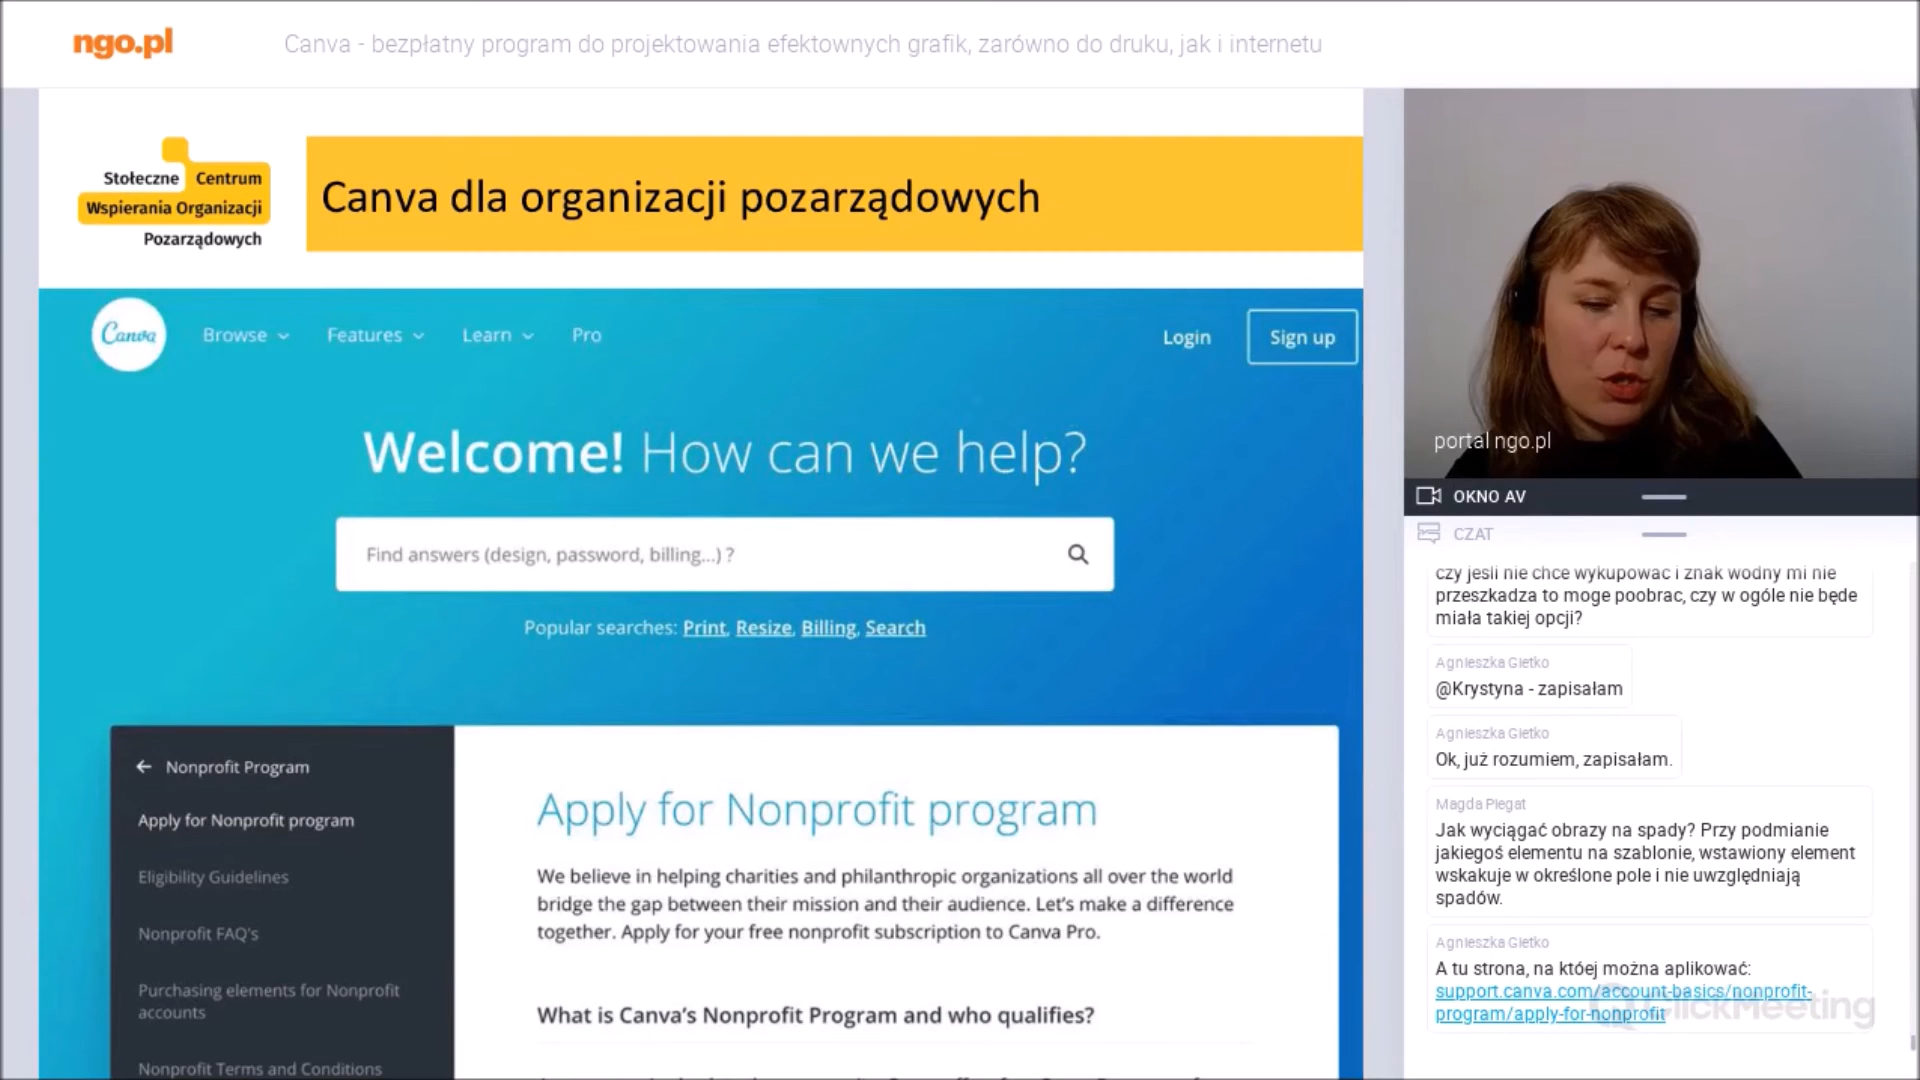 ngo.pl
Canva - bezpłatny program do projektowania efektownych grafik, zarówno do druku, jak i internetu
Stołeczne Centrum
Wspierania Organizacji
Pozarządowych
Canva dla organizacji pozarządowych
Canva
Browse
Features
Learn
Pro
Login
Sign up
Welcome! How can we help?
Find answers (design, password, billing...) ?
Popular searches: Print, Resize, Billing, Search
Nonprofit Program
Apply for Nonprofit program
Eligibility Guidelines
Nonprofit FAQ's
Purchasing elements for Nonprofit
accounts
Nonprofit Terms and Conditions
Apply for Nonprofit program
We believe in helping charities and philanthropic organizations all over the world
bridge the gap between their mission and their audience. Let's make a difference
together. Apply for your free nonprofit subscription to Canva Pro.
What is Canva's Nonprofit Program and who qualifies?
portal ngo.pl
OKNO AV
CZAT
czy jesli nie chce wykupowac i znak wodny mi nie
przeszkadza to moge poobrac, czy w ogóle nie będe
miała takiej opcji?
Agnieszka Gietko
@Krystyna - zapisałam
Agnieszka Gietko
Ok, już rozumiem, zapisałam.
Magda Piegat
Jak wyciągać obrazy na spady? Przy podmianie
jakiegoś elementu na szablonie, wstawiony element
wskakuje w określone pole i nie uwzględniają
spadów.
Agnieszka Gietko
A tu strona, na któej można aplikować:
support.canva.com/account-basics/nonprofit-
program/apply-for-nonprofit
ClickMeeting